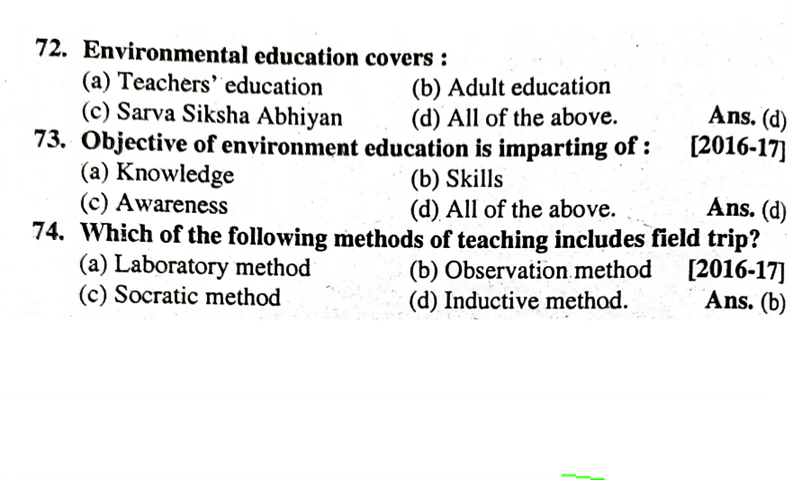 72. Environmental education covers :
(a) Teachers' education (b) Adult education
(c) Sarva Siksha Abhiyan (d) All of the above. Ans. (d)
73. Objective of environment education is imparting of : [2016-17]
(a) Knowledge (b) Skills
(c) Awareness (d) All of the above. Ans. (d)
74. Which of the following methods of teaching includes field trip?
(a) Laboratory method (b) Observation method [2016-17]
(c) Socratic method (d) Inductive method. Ans. (b)